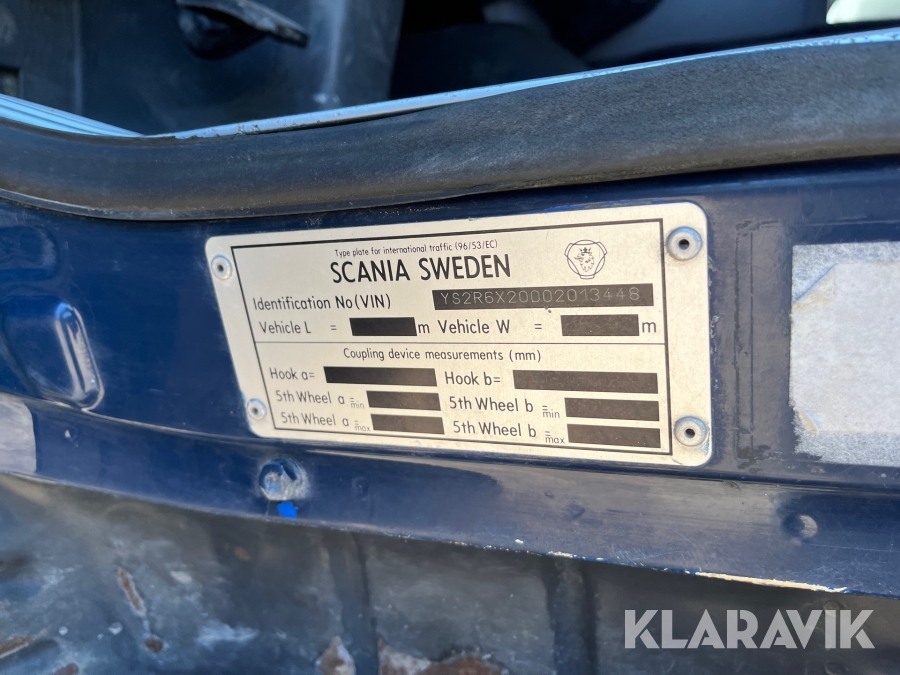 Type plate for international traffic (96/53/EC)
SCANIA SWEDEN
Identification No(VIN) YS2R6X20002013448
Vehicle L = m Vehicle W = m
Coupling device measurements (mm)
Hook a= Hook b=
5th Wheel a = min 5th Wheel b = min
5th Wheel a = max 5th Wheel b = max
KLARAVIK